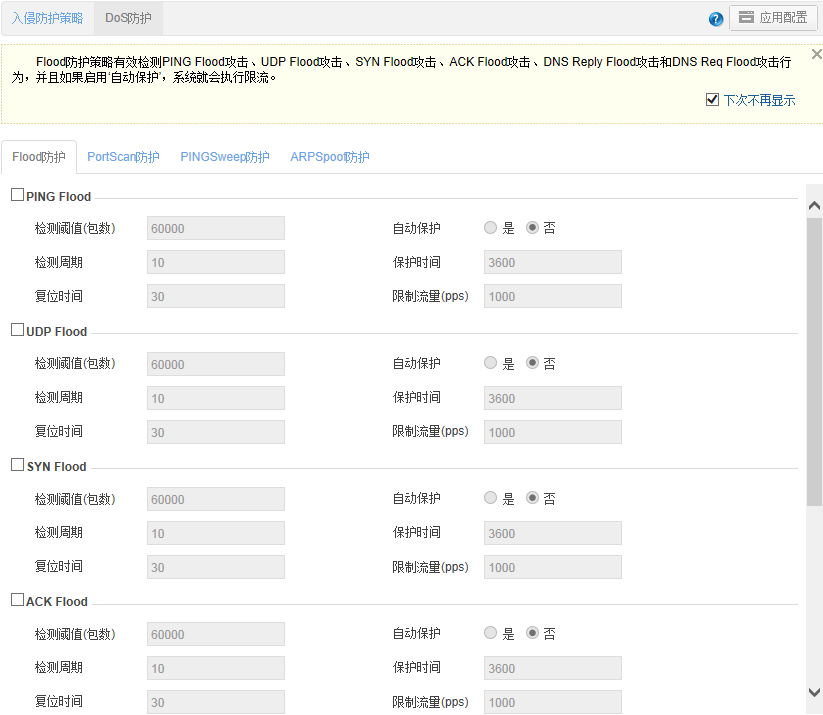 入侵防护策略 DoS防护 应用配置
Flood防护策略有效检测PING Flood攻击、UDP Flood攻击、SYN Flood攻击、ACK Flood攻击、DNS Reply Flood攻击和DNS Req Flood攻击行
为，并且如果启用'自动保护'，系统就会执行限流。
下次不再显示
Flood防护 PortScan防护 PINGSweep防护 ARPSpoof防护
PING Flood
检测阈值(包数) 60000 自动保护 是 否
检测周期 10 保护时间 3600
复位时间 30 限制流量(pps) 1000
UDP Flood
检测阈值(包数) 60000 自动保护 是 否
检测周期 10 保护时间 3600
复位时间 30 限制流量(pps) 1000
SYN Flood
检测阈值(包数) 60000 自动保护 是 否
检测周期 10 保护时间 3600
复位时间 30 限制流量(pps) 1000
ACK Flood
检测阈值(包数) 60000 自动保护 是 否
检测周期 10 保护时间 3600
复位时间 30 限制流量(pps) 1000